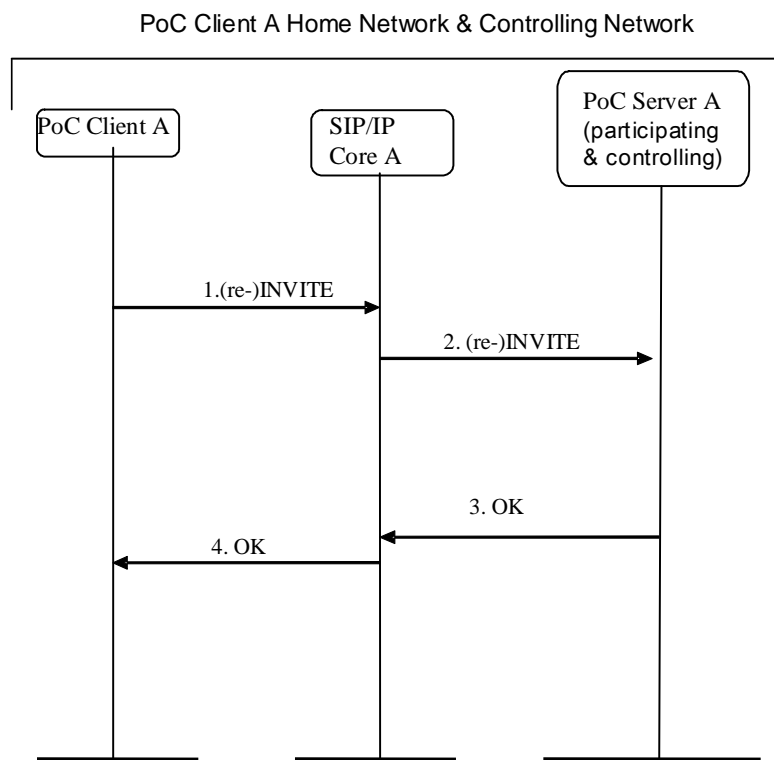 PoC Client A Home Network & Controlling Network
PoC Client A
SIP/IP
Core A
PoC Server A
(participating
& controlling)
1.(re-)INVITE
2. (re-)INVITE
3. OK
4. OK